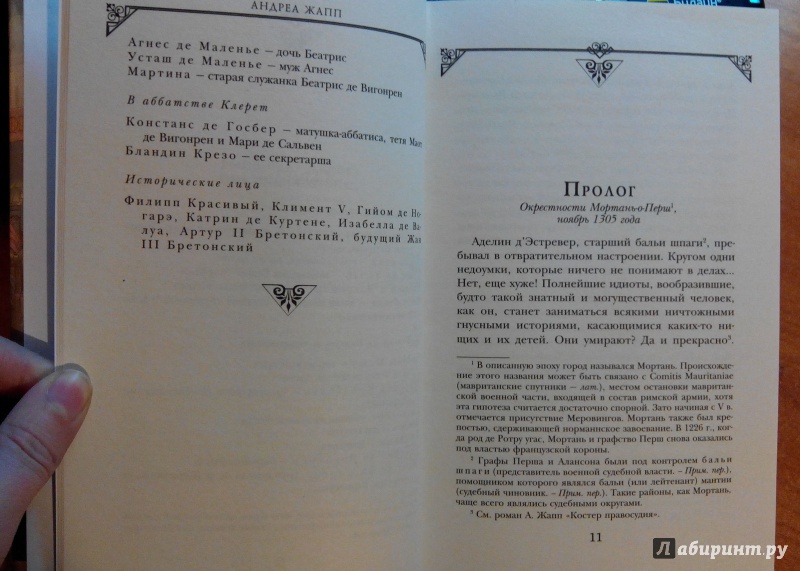 АНДРЕА ЖАПП
Агнес де Маленье – дочь Беатрис
Усташ де Маленье – муж Агнес
Мартина – старая служанка Беатрис де Вигонрен
В аббатстве Клерет
Констанс де Госбер – матушка-аббатиса, тетя
де Вигонрен и Мари де Сальвен
Бландин Крезо – ее секретарша
Исторические лица
Филипп Красивый, Климент V, Гийом де Но-
гарэ, Катрин де Куртене, Изабелла де Ва-
луа, Артур II Бретонский, будущий Жан
III Бретонский
Пролог
Окрестности Мортань-о-Перш¹,
ноябрь 1305 года
Аделин д'Эстревер, старший бальи шпаги², пре-
бывал в отвратительном настроении. Кругом одни
недоумки, которые ничего не понимают в делах...
Нет, еще хуже! Полнейшие идиоты, вообразившие,
будто такой знатный и могущественный человек,
как он, станет заниматься всякими ничтожными
гнусными историями, касающимися каких-то ни-
щих и их детей. Они умирают? Да и прекрасно³.
¹ В описанную эпоху город назывался Мортань. Происхожде-
ние этого названия может быть связано с Comitis Mauritaniae
(мавританские спутники – лат.), местом остановки мавритан-
ской военной части, входящей в состав римской армии, хотя
эта гипотеза считается достаточно спорной. Зато начиная с V в.
отмечается присутствие Меровингов. Мортань также был кре-
постью, сдерживающей норманнское завоевание. В 1226 г., ког-
да род де Ротру угас, Мортань и графство Перш снова оказались
под властью французской короны.
² Графы Перша и Алансона были под контролем бальи
шпаги (представитель военной судебной власти. – Прим. пер.),
помощником которого являлся бальи (или лейтенант) мантии
(судебный чиновник. – Прим. пер.). Такие районы, как Мортань,
чаще всего являлись судебными округами.
³ См. роман А. Жапп «Костер правосудия».
11
Лабиринт.ру